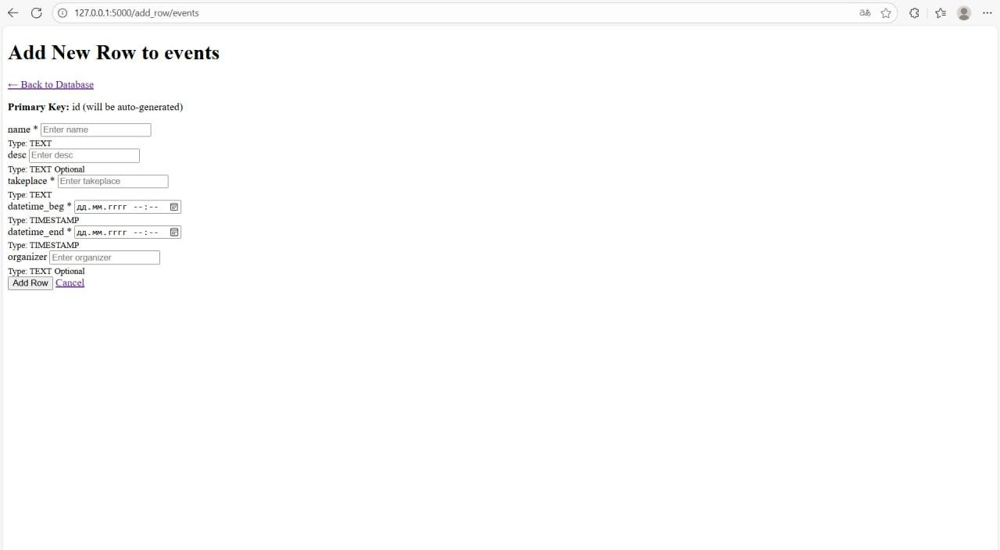 127.0.0.1:5000/add_row/events
Add New Row to events
← Back to Database
Primary Key: id (will be auto-generated)
name * Enter name
Type: TEXT
desc Enter desc
Type: TEXT Optional
takeplace * Enter takeplace
Type: TEXT
datetime_beg * дд.мм.гггг --:--
Type: TIMESTAMP
datetime_end * дд.мм.гггг --:--
Type: TIMESTAMP
organizer Enter organizer
Type: TEXT Optional
Add Row Cancel